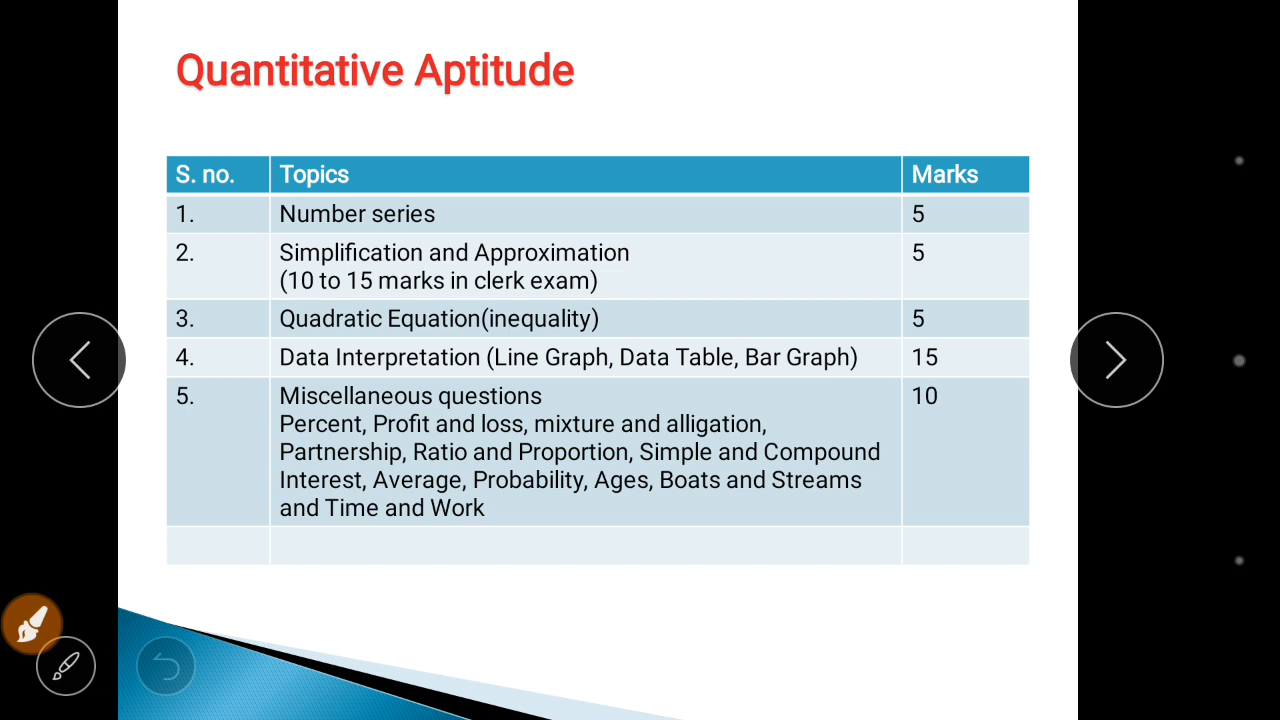 Quantitative Aptitude
S. no. Topics Marks
1. Number series 5
2. Simplification and Approximation 5
(10 to 15 marks in clerk exam)
3. Quadratic Equation(inequality) 5
4. Data Interpretation (Line Graph, Data Table, Bar Graph) 15
5. Miscellaneous questions 10
Percent, Profit and loss, mixture and alligation,
Partnership, Ratio and Proportion, Simple and Compound
Interest, Average, Probability, Ages, Boats and Streams
and Time and Work